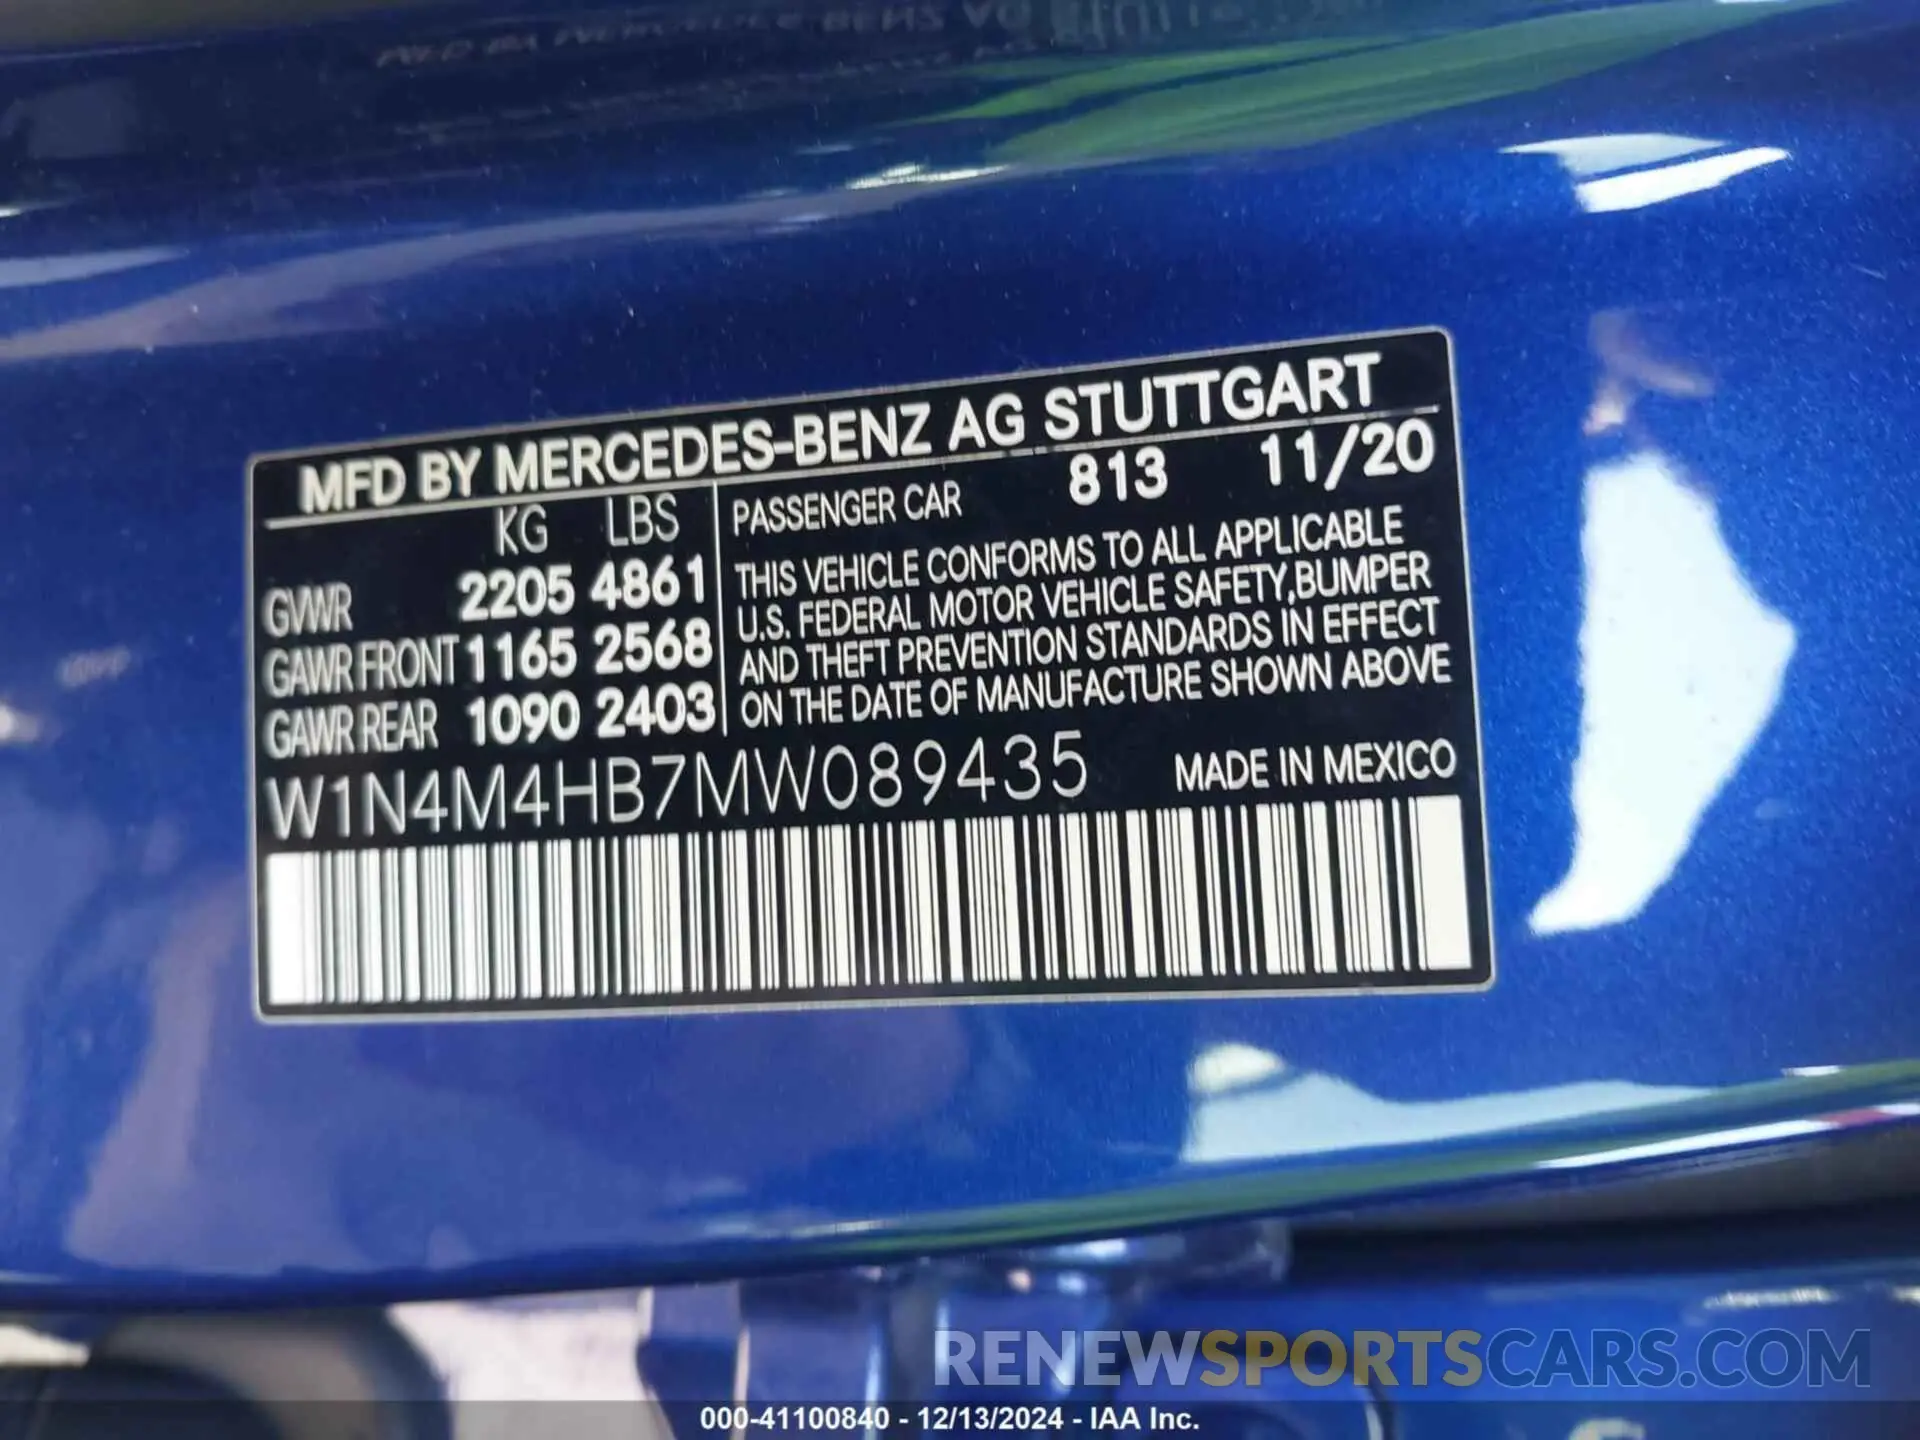 MFD BY MERCEDES-BENZ AG STUTTGART
KG LBS PASSENGER CAR 813 11/20
GVWR 2205 4861
GAWR FRONT 1165 2568
GAWR REAR 1090 2403
THIS VEHICLE CONFORMS TO ALL APPLICABLE
U.S. FEDERAL MOTOR VEHICLE SAFETY,BUMPER
AND THEFT PREVENTION STANDARDS IN EFFECT
ON THE DATE OF MANUFACTURE SHOWN ABOVE
W1N4M4HB7MW089435 MADE IN MEXICO
RENEWSPORTSCARS.COM
000-41100840 - 12/13/2024 - IAA Inc.